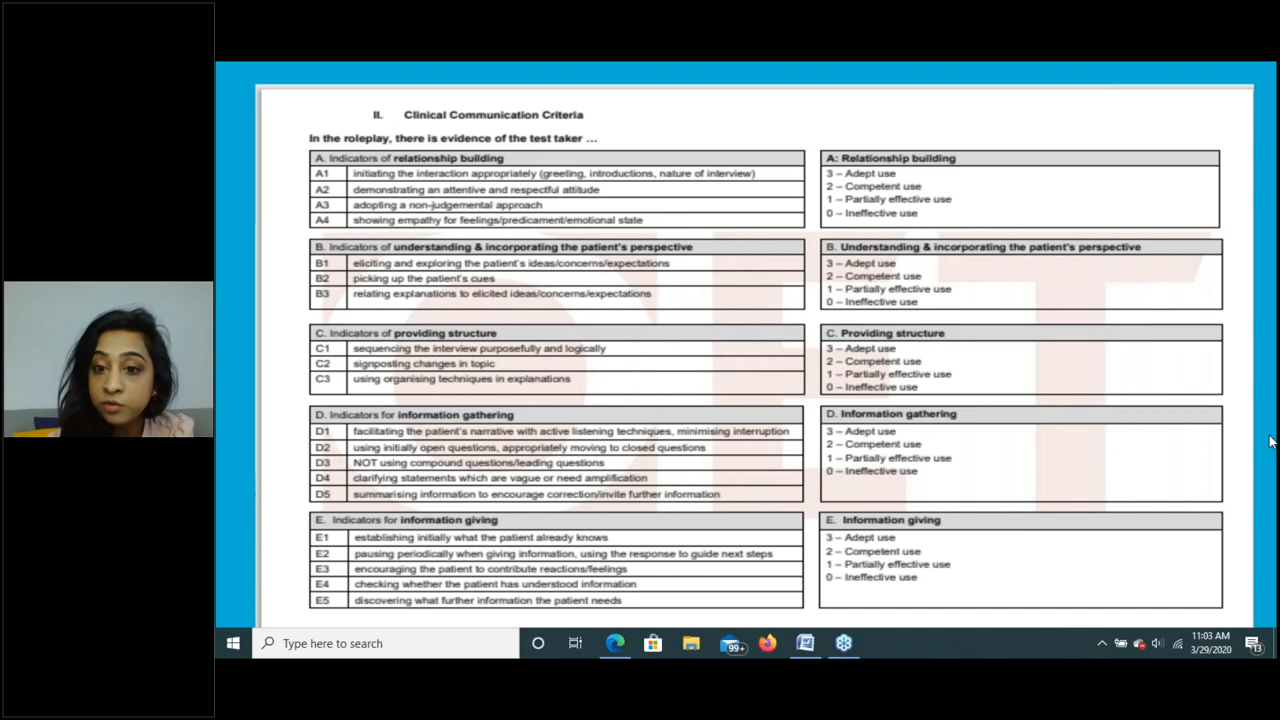 II. Clinical Communication Criteria
In the roleplay, there is evidence of the test taker ...
A. Indicators of relationship building
A1 initiating the interaction appropriately (greeting, introductions, nature of interview)
A2 demonstrating an attentive and respectful attitude
A3 adopting a non-judgemental approach
A4 showing empathy for feelings/predicament/emotional state
A: Relationship building
3 – Adept use
2 – Competent use
1 – Partially effective use
0 – Ineffective use
B. Indicators of understanding & incorporating the patient's perspective
B1 eliciting and exploring the patient's ideas/concerns/expectations
B2 picking up the patient's cues
B3 relating explanations to elicited ideas/concerns/expectations
B. Understanding & incorporating the patient's perspective
3 – Adept use
2 – Competent use
1 – Partially effective use
0 – Ineffective use
C. Indicators of providing structure
C1 sequencing the interview purposefully and logically
C2 signposting changes in topic
C3 using organising techniques in explanations
C. Providing structure
3 – Adept use
2 – Competent use
1 – Partially effective use
0 – Ineffective use
D. Indicators for information gathering
D1 facilitating the patient's narrative with active listening techniques, minimising interruption
D2 using initially open questions, appropriately moving to closed questions
D3 NOT using compound questions/leading questions
D4 clarifying statements which are vague or need amplification
D5 summarising information to encourage correction/invite further information
D. Information gathering
3 – Adept use
2 – Competent use
1 – Partially effective use
0 – Ineffective use
E. Indicators for information giving
E1 establishing initially what the patient already knows
E2 pausing periodically when giving information, using the response to guide next steps
E3 encouraging the patient to contribute reactions/feelings
E4 checking whether the patient has understood information
E5 discovering what further information the patient needs
E. Information giving
3 – Adept use
2 – Competent use
1 – Partially effective use
0 – Ineffective use
OET
Type here to search
99+
11:03 AM
3/29/2020
13